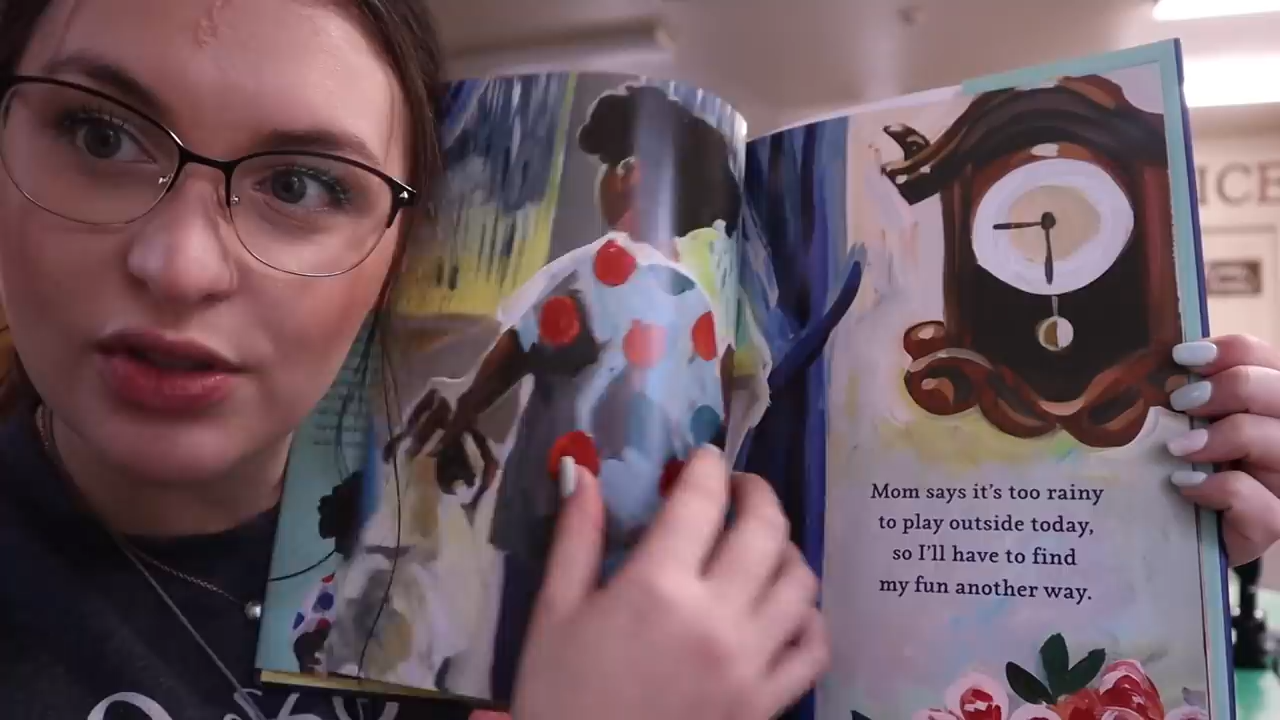 Mom says it's too rainy
to play outside today,
so I'll have to find
my fun another way.
ICE